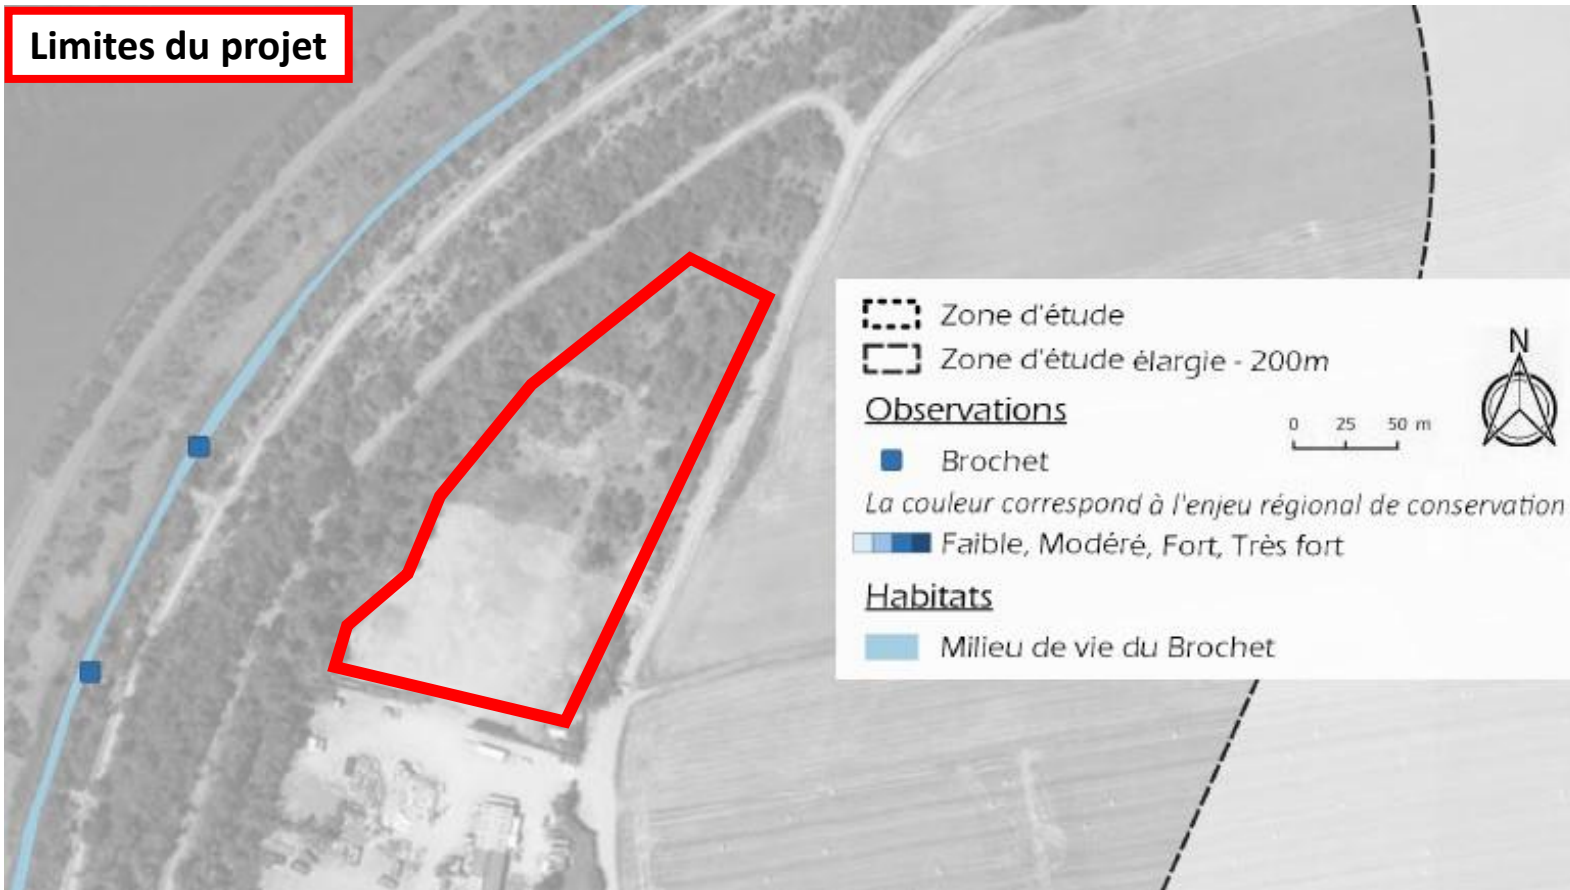 Limites du projet
Zone d'étude
Zone d'étude élargie - 200m
Observations
N
0 25 50 m
Brochet
La couleur correspond à l'enjeu régional de conservation
Faible, Modéré, Fort, Très fort
Habitats
Milieu de vie du Brochet